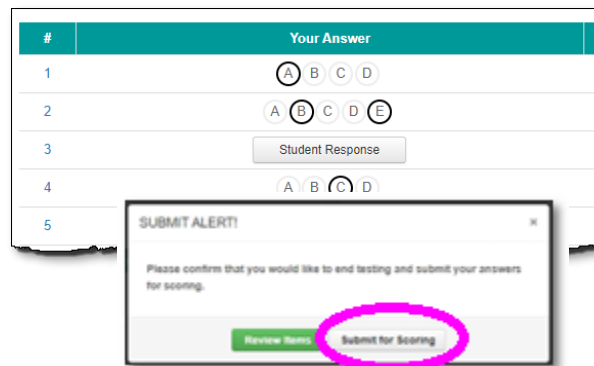 # Your Answer
1 A B C D
2 A B C D E
3 Student Response
4 A B C D
5
SUBMIT ALERT! ×
Please confirm that you would like to end testing and submit your answers
for scoring.
Review Items Submit for Scoring